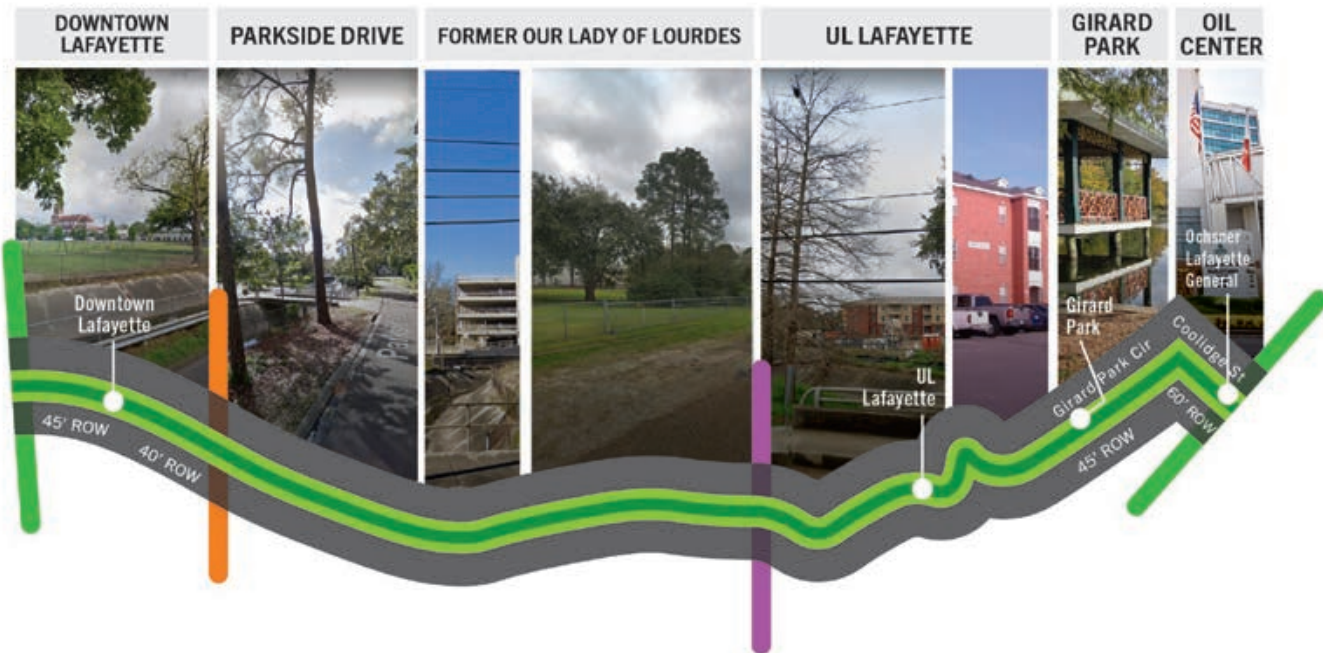 DOWNTOWN
LAFAYETTE
PARKSIDE DRIVE
FORMER OUR LADY OF LOURDES
UL LAFAYETTE
GIRARD
PARK
OIL
CENTER
Downtown
Lafayette
UL
Lafayette
Girard
Park
Ochsner
Lafayette
General
45' ROW
40' ROW
Girard Park Cir
45' ROW
Coolidge St
60' ROW